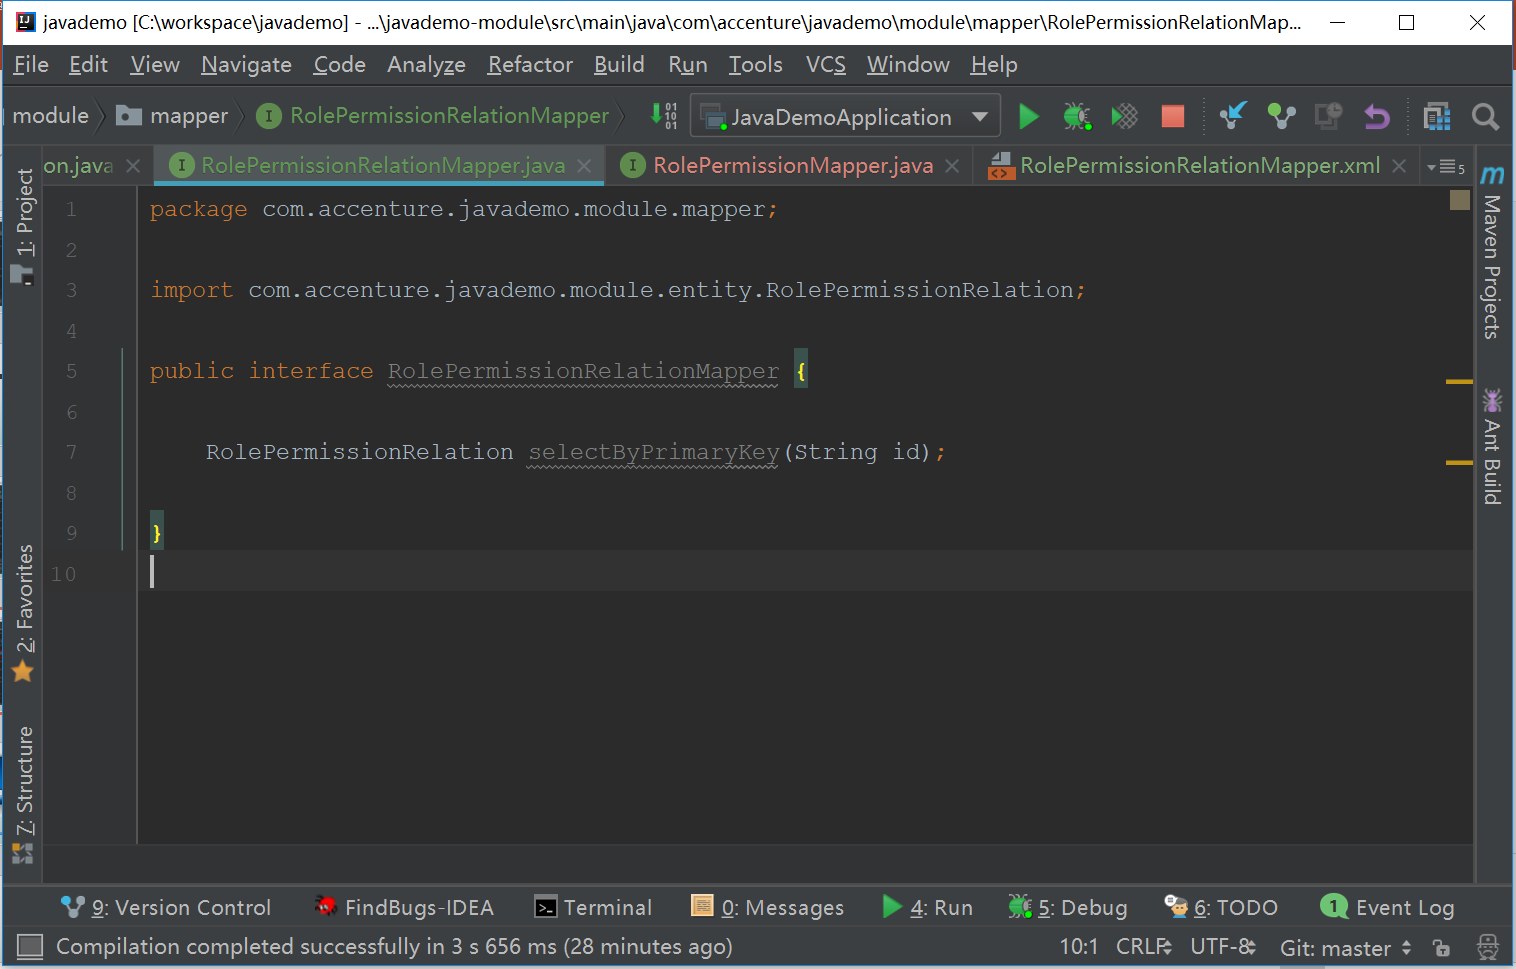 javademo [C:\workspace\javademo] - ...\javademo-module\src\main\java\com\accenture\javademo\module\mapper\RolePermissionRelationMap...
File Edit View Navigate Code Analyze Refactor Build Run Tools VCS Window Help
module mapper I RolePermissionRelationMapper JavaDemoApplication
on.java I RolePermissionRelationMapper.java I RolePermissionMapper.java RolePermissionRelationMapper.xml 5
1: Project
2: Favorites
7: Structure
1 package com.accenture.javademo.module.mapper;
2
3 import com.accenture.javademo.module.entity.RolePermissionRelation;
4
5 public interface RolePermissionRelationMapper {
6
7 RolePermissionRelation selectByPrimaryKey(String id);
8
9 }
10
m Maven Projects
Ant Build
9: Version Control FindBugs-IDEA Terminal 0: Messages 4: Run 5: Debug 6: TODO 1 Event Log
Compilation completed successfully in 3 s 656 ms (28 minutes ago) 10:1 CRLF UTF-8 Git: master